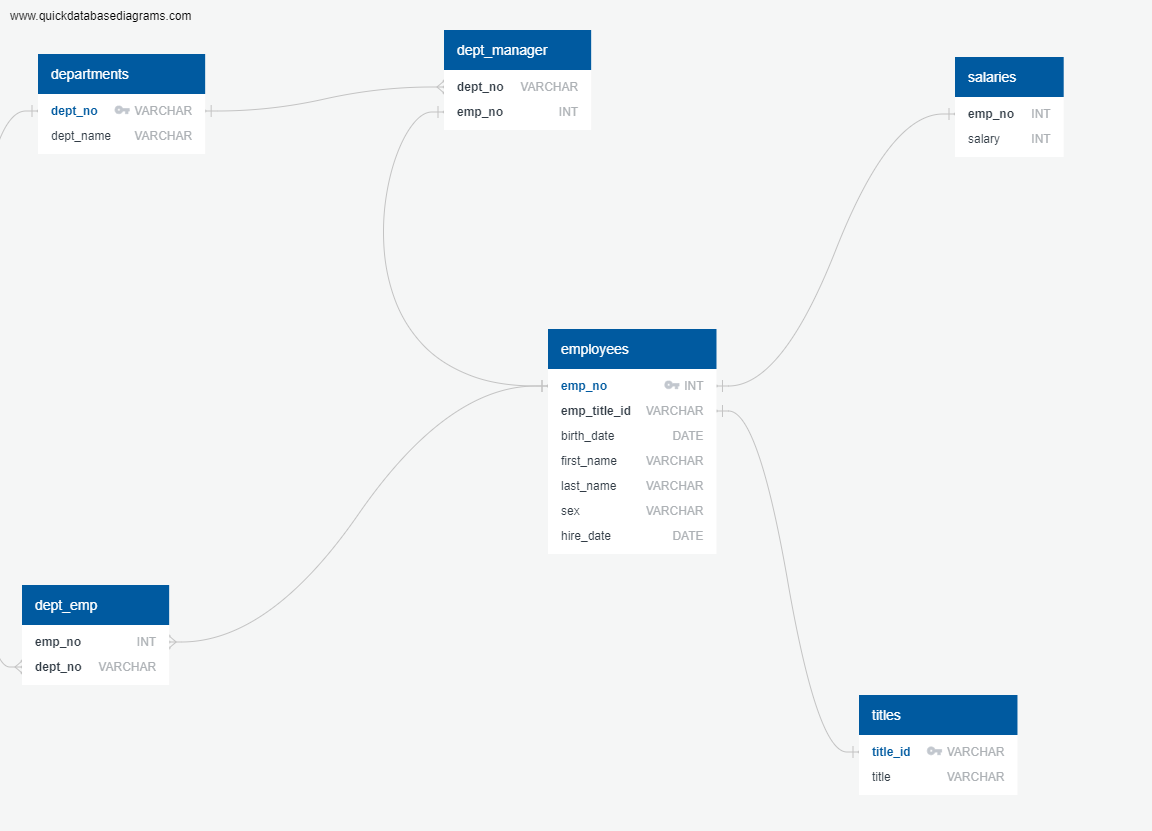 www.quickdatabasediagrams.com
departments
dept_no VARCHAR
dept_name VARCHAR
dept_manager
dept_no VARCHAR
emp_no INT
salaries
emp_no INT
salary INT
employees
emp_no INT
emp_title_id VARCHAR
birth_date DATE
first_name VARCHAR
last_name VARCHAR
sex VARCHAR
hire_date DATE
dept_emp
emp_no INT
dept_no VARCHAR
titles
title_id VARCHAR
title VARCHAR